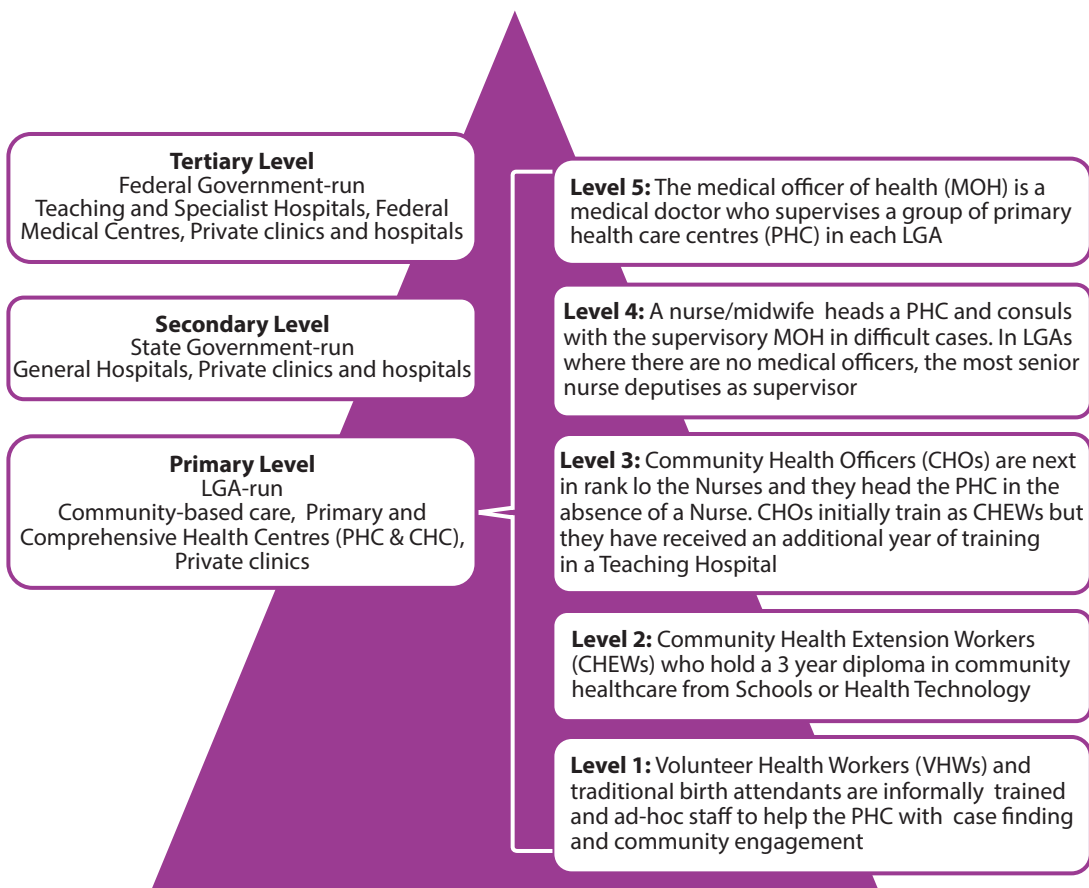 Tertiary Level
Federal Government-run
Teaching and Specialist Hospitals, Federal
Medical Centres, Private clinics and hospitals
Secondary Level
State Government-run
General Hospitals, Private clinics and hospitals
Primary Level
LGA-run
Community-based care, Primary and
Comprehensive Health Centres (PHC & CHC),
Private clinics
Level 5: The medical officer of health (MOH) is a
medical doctor who supervises a group of primary
health care centres (PHC) in each LGA
Level 4: A nurse/midwife heads a PHC and consuls
with the supervisory MOH in difficult cases. In LGAs
where there are no medical officers, the most senior
nurse deputises as supervisor
Level 3: Community Health Officers (CHOs) are next
in rank lo the Nurses and they head the PHC in the
absence of a Nurse. CHOs initially train as CHEWs but
they have received an additional year of training
in a Teaching Hospital
Level 2: Community Health Extension Workers
(CHEWs) who hold a 3 year diploma in community
healthcare from Schools or Health Technology
Level 1: Volunteer Health Workers (VHWs) and
traditional birth attendants are informally trained
and ad-hoc staff to help the PHC with case finding
and community engagement